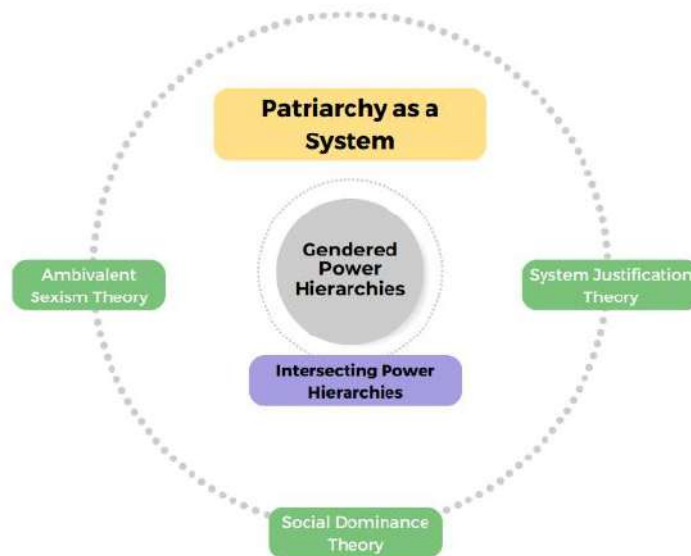 Patriarchy as a
System
Gendered
Power
Hierarchies
Ambivalent
Sexism Theory
System Justification
Theory
Intersecting Power
Hierarchies
Social Dominance
Theory